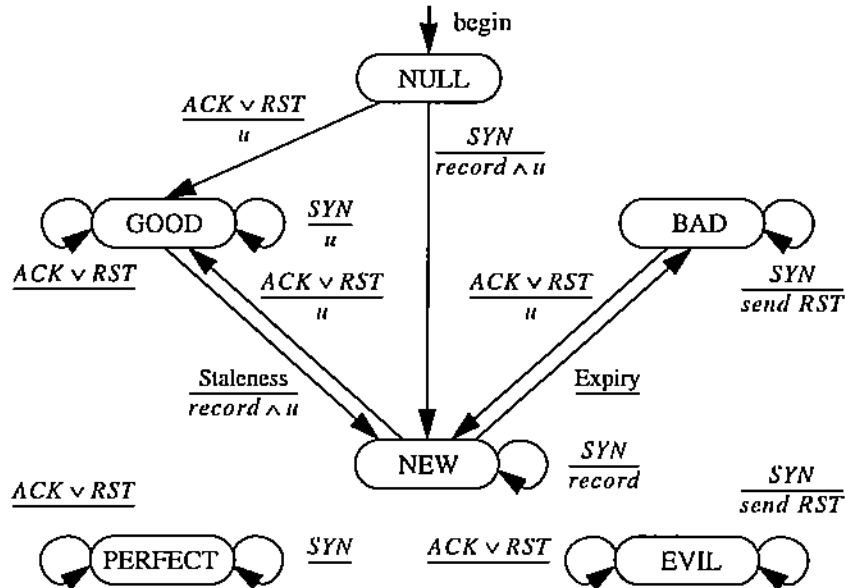 begin
NULL
ACK ∨ RST
u
SYN
record ∧ u
GOOD
SYN
u
BAD
ACK ∨ RST
ACK ∨ RST
u
ACK ∨ RST
u
SYN
send RST
Staleness
record ∧ u
Expiry
NEW
SYN
record
ACK ∨ RST
SYN
send RST
PERFECT
SYN
ACK ∨ RST
EVIL